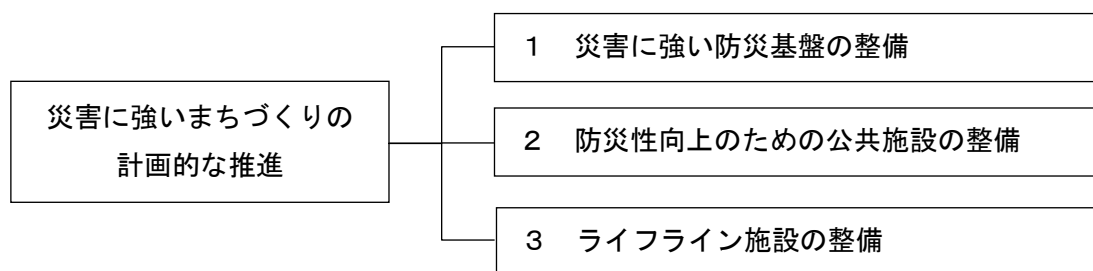 災害に強いまちづくりの
計画的な推進
１　災害に強い防災基盤の整備
２　防災性向上のための公共施設の整備
３　ライフライン施設の整備